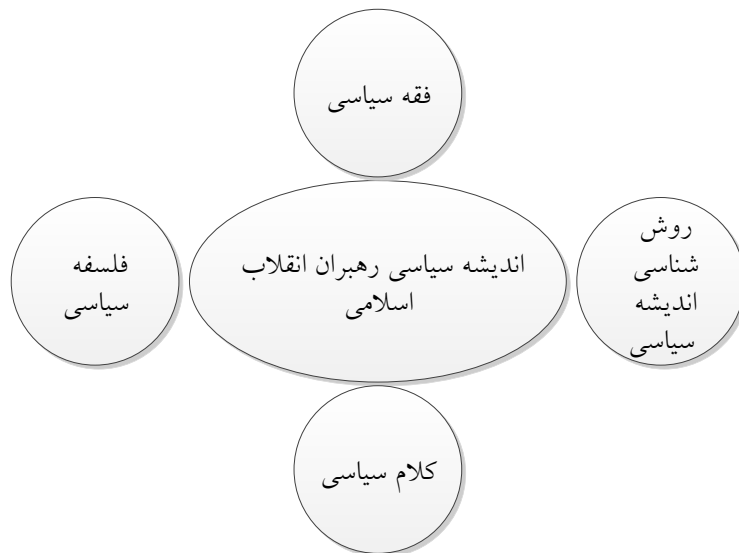 فقه سیاسی
روش
شناسی
اندیشه
سیاسی
اندیشه سیاسی رهبران انقلاب
اسلامی
فلسفه
سیاسی
کلام سیاسی